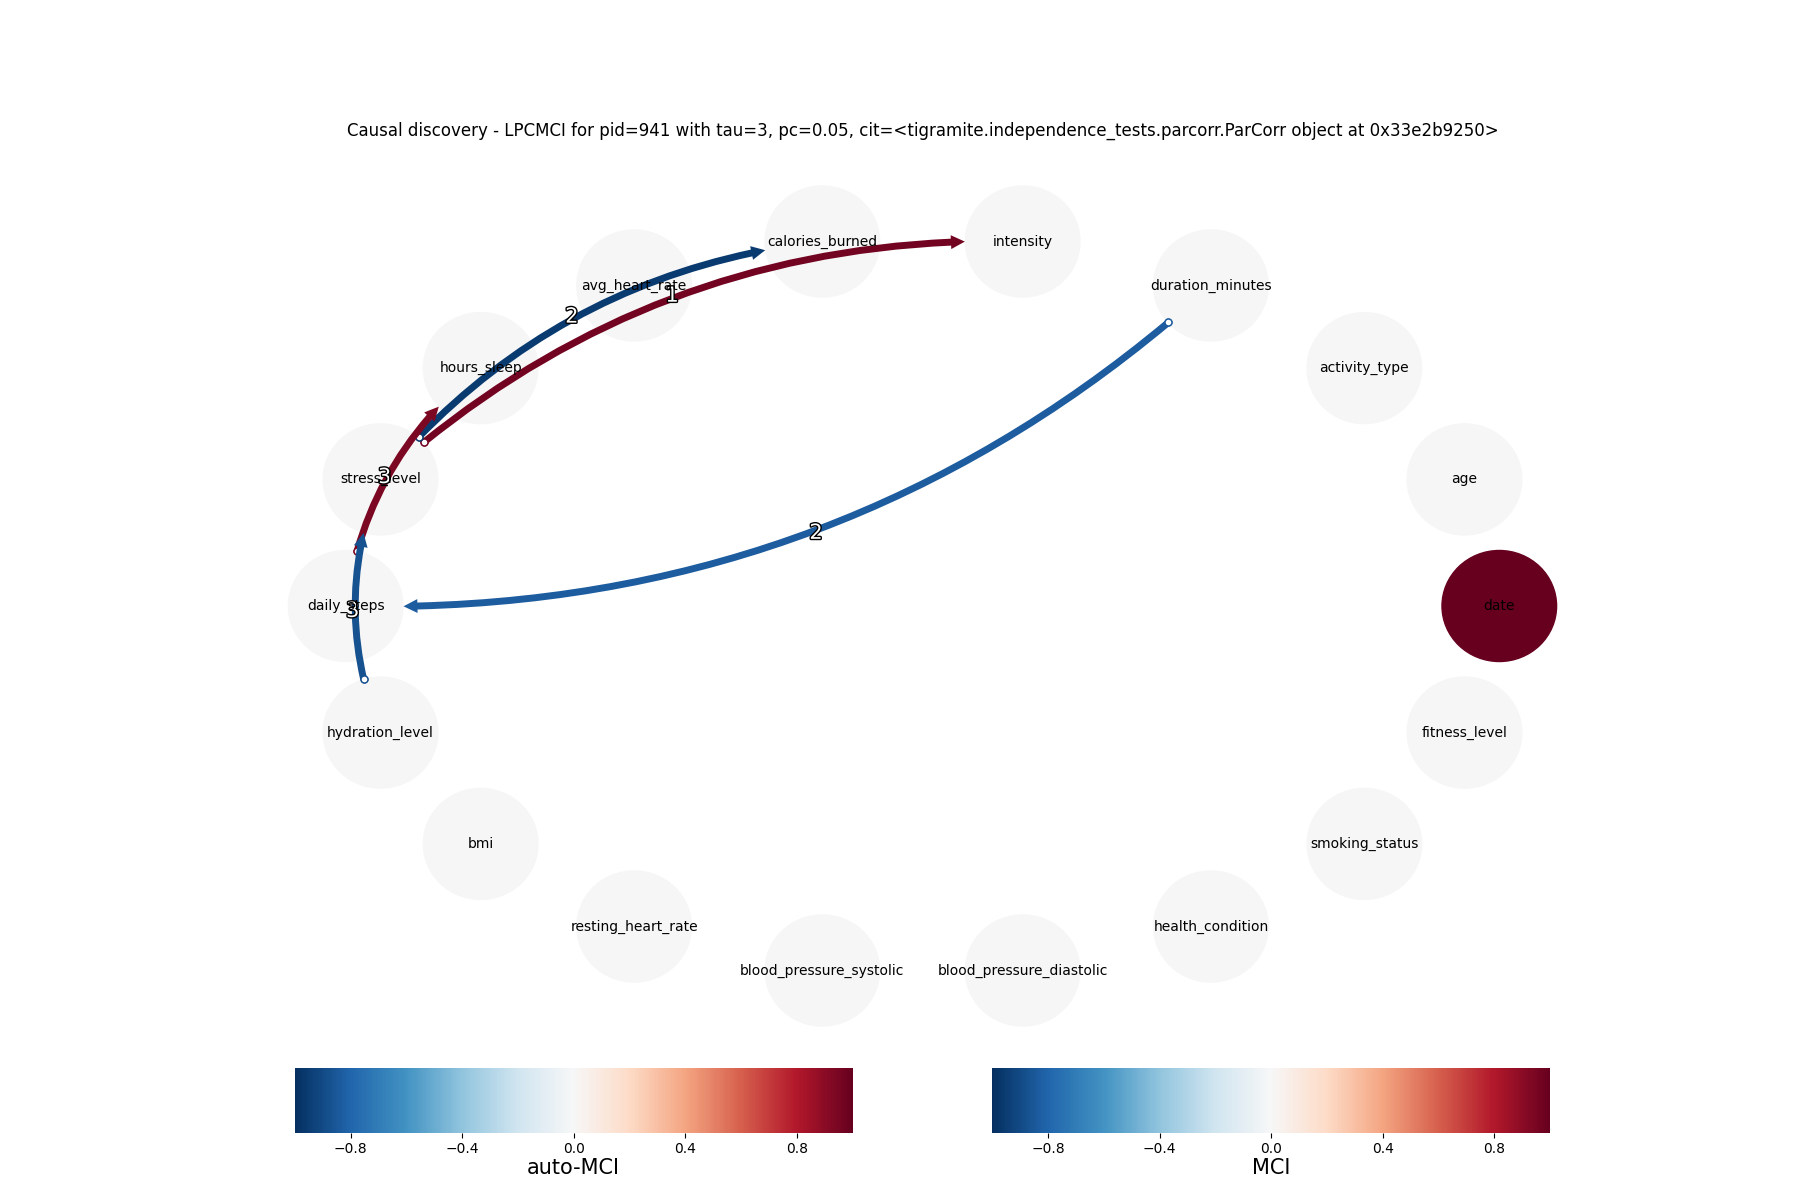 Causal discovery - LPCMCI for pid=941 with tau=3, pc=0.05, cit=<tigramite.independence_tests.parcorr.ParCorr object at 0x33e2b9250>
calories_burned
intensity
avg_heart_rate
1
duration_minutes
2
hours_sleep
activity_type
stress_level
3
age
2
daily_steps
3
date
hydration_level
fitness_level
bmi
smoking_status
resting_heart_rate
health_condition
blood_pressure_systolic
blood_pressure_diastolic
−0.8 −0.4 0.0 0.4 0.8
auto-MCI
−0.8 −0.4 0.0 0.4 0.8
MCI